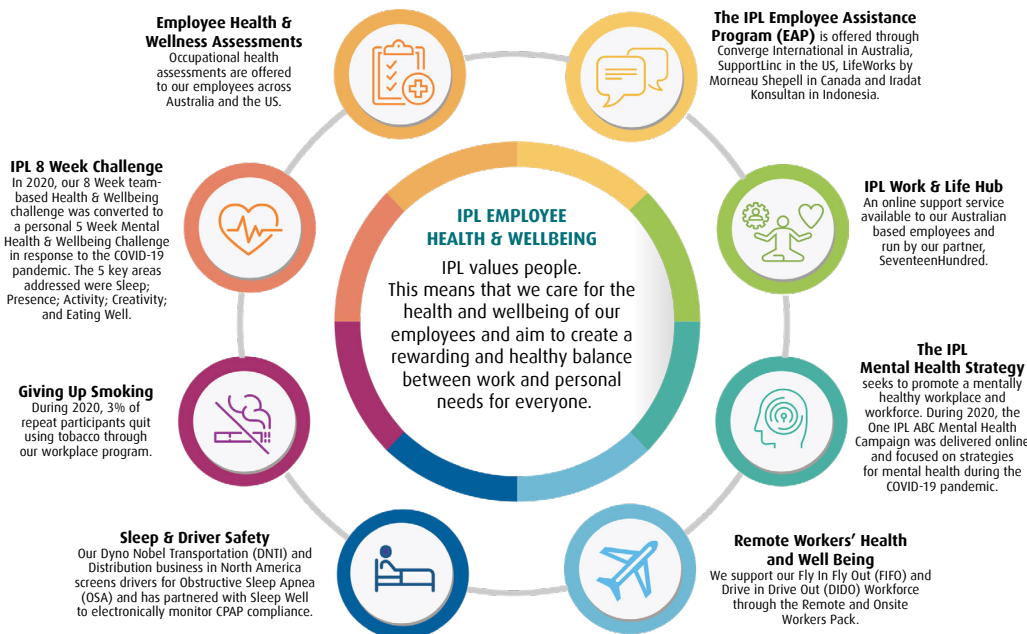 Employee Health &
Wellness Assessments
Occupational health
assessments are offered
to our employees across
Australia and the US.
The IPL Employee Assistance
Program (EAP) is offered through
Converge International in Australia,
SupportLinc in the US, LifeWorks by
Morneau Shepell in Canada and Iradat
Konsultan in Indonesia.
IPL 8 Week Challenge
In 2020, our 8 Week team-
based Health & Wellbeing
challenge was converted to
a personal 5 Week Mental
Health & Wellbeing Challenge
in response to the COVID-19
pandemic. The 5 key areas
addressed were Sleep;
Presence; Activity; Creativity;
and Eating Well.
IPL EMPLOYEE
HEALTH & WELLBEING
IPL values people.
This means that we care for the
health and wellbeing of our
employees and aim to create a
rewarding and healthy balance
between work and personal
needs for everyone.
IPL Work & Life Hub
An online support service
available to our Australian
based employees and
run by our partner,
SeventeenHundred.
Giving Up Smoking
During 2020, 3% of
repeat participants quit
using tobacco through
our workplace program.
The IPL
Mental Health Strategy
seeks to promote a mentally
healthy workplace and
workforce. During 2020, the
One IPL ABC Mental Health
Campaign was delivered online
and focused on strategies
for mental health during the
COVID-19 pandemic.
Sleep & Driver Safety
Our Dyno Nobel Transportation (DNTI) and
Distribution business in North America
screens drivers for Obstructive Sleep Apnea
(OSA) and has partnered with Sleep Well
to electronically monitor CPAP compliance.
Remote Workers' Health
and Well Being
We support our Fly In Fly Out (FIFO) and
Drive in Drive Out (DIDO) Workforce
through the Remote and Onsite
Workers Pack.